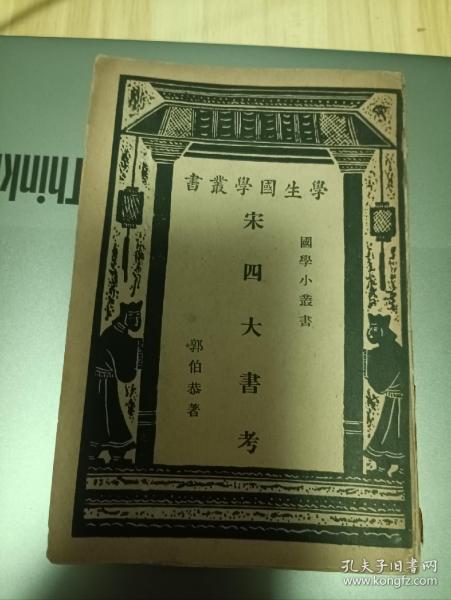 學生國學叢書
國學小叢書
宋四大書考
郭伯恭著
Think
孔夫子旧书网
www.kongfz.com